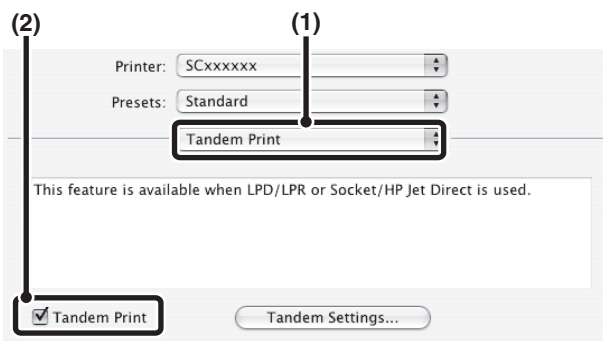 (2) (1)
Printer: SCxxxxxx
Presets: Standard
Tandem Print
This feature is available when LPD/LPR or Socket/HP Jet Direct is used.
Tandem Print Tandem Settings...